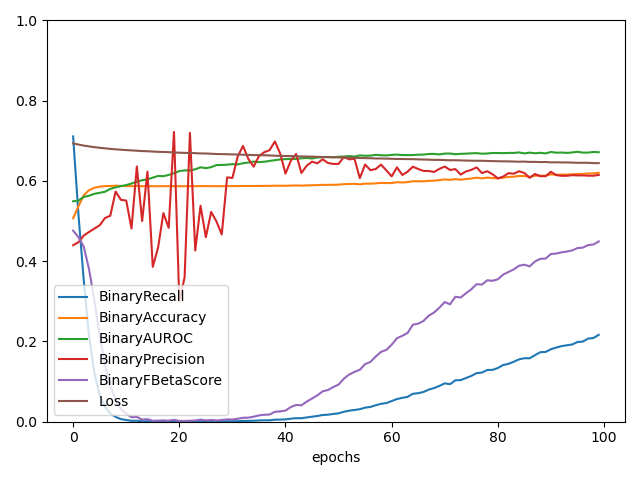 1.0
0.8
0.6
0.4
0.2
0.0
BinaryRecall
BinaryAccuracy
BinaryAUROC
BinaryPrecision
BinaryFBetaScore
Loss
0 20 40 60 80 100
epochs